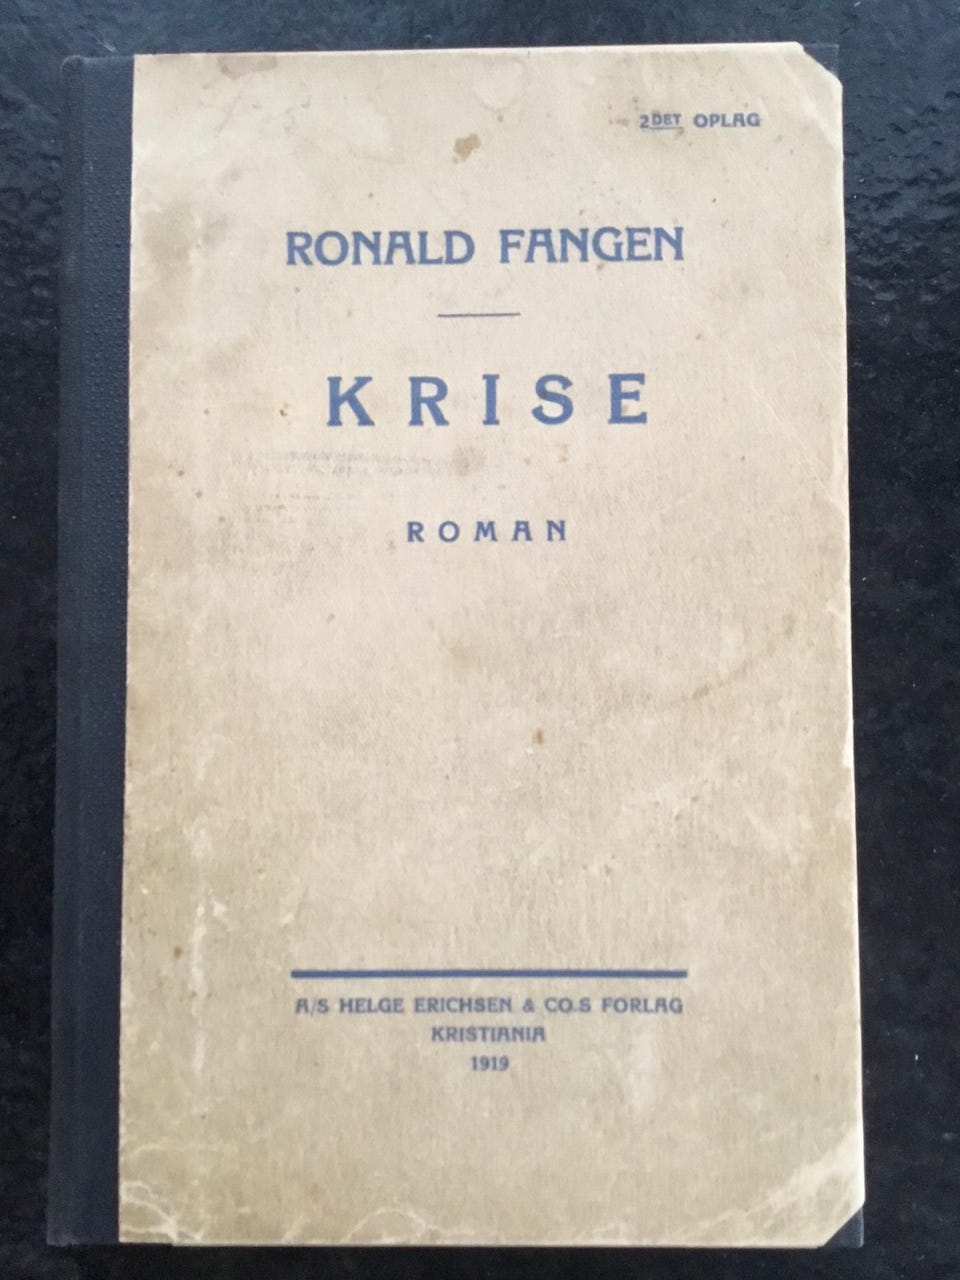 2DET OPLAG
RONALD FANGEN
KRISE
ROMAN
A/S HELGE ERICHSEN & CO.S FORLAG
KRISTIANIA
1919